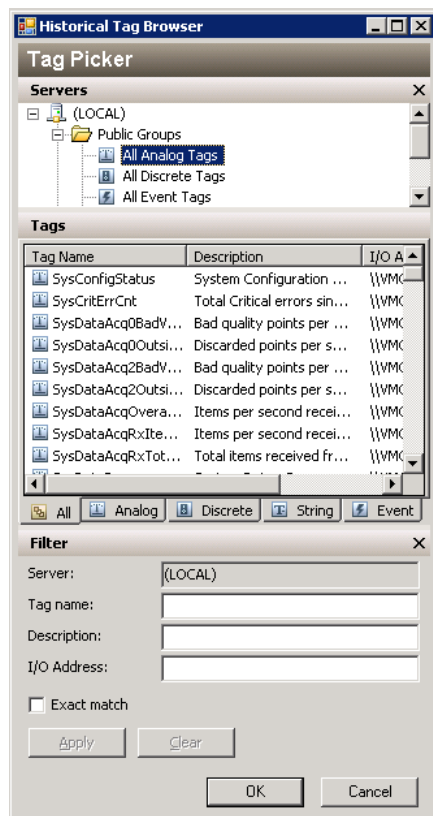 Historical Tag Browser
Tag Picker
Servers
(LOCAL)
Public Groups
All Analog Tags
All Discrete Tags
All Event Tags
Tags
Tag Name Description I/O A
SysConfigStatus System Configuration ...
SysCritErrCnt Total Critical errors sin...
SysDataAcq0BadV... Bad quality points per ...
SysDataAcq0Outsi... Discarded points per s...
SysDataAcq2BadV... Bad quality points per ...
SysDataAcq2Outsi... Discarded points per s...
SysDataAcqOvera... Items per second recei...
SysDataAcqRxIte... Items per second recei...
SysDataAcqRxTot... Total items received fr...
All Analog Discrete String Event
Filter
Server: (LOCAL)
Tag name:
Description:
I/O Address:
Exact match
Apply Clear
OK Cancel